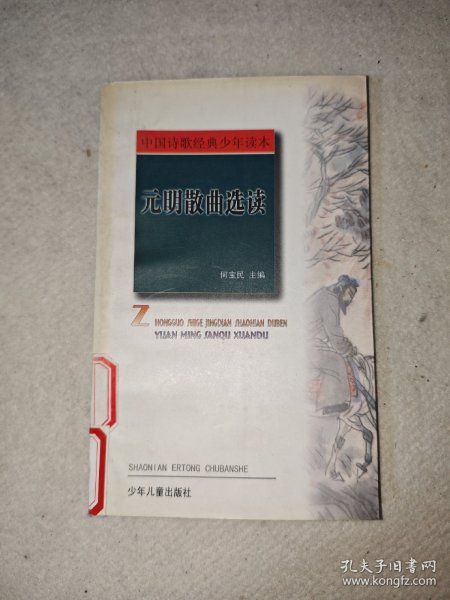 中国诗歌经典少年读本
元明散曲选读
何宝民 主编
ZHONGGUO SHIGE JINGDIAN SHAONIAN DUBEN
YUAN MING SANQU XUANDU
SHAONIAN ERTONG CHUBANSHE
少年儿童出版社
孔夫子旧书网
www.kongfz.com